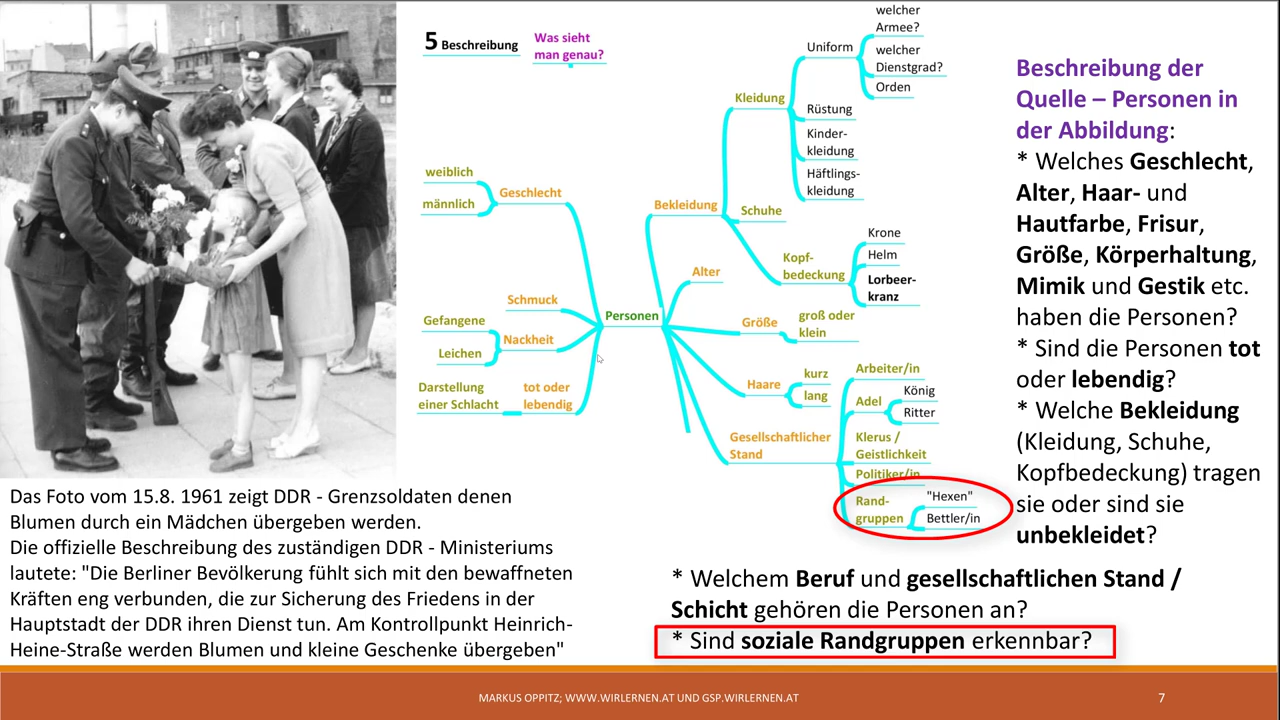 5 Beschreibung
Was sieht
man genau?
weiblich
männlich
Geschlecht
Schmuck
Gefangene
Leichen
Nackheit
Darstellung
einer Schlacht
tot oder
lebendig
Personen
Bekleidung
Kleidung
Uniform
welcher
Armee?
welcher
Dienstgrad?
Orden
Rüstung
Kinder-
kleidung
Häftlings-
kleidung
Schuhe
Kopf-
bedeckung
Krone
Helm
Lorbeer-
kranz
Alter
Größe
groß oder
klein
Haare
kurz
lang
Gesellschaftlicher
Stand
Arbeiter/in
Adel
König
Ritter
Klerus /
Geistlichkeit
Politiker/in
Rand-
gruppen
"Hexen"
Bettler/in
Beschreibung der
Quelle – Personen in
der Abbildung:
* Welches Geschlecht,
Alter, Haar- und
Hautfarbe, Frisur,
Größe, Körperhaltung,
Mimik und Gestik etc.
haben die Personen?
* Sind die Personen tot
oder lebendig?
* Welche Bekleidung
(Kleidung, Schuhe,
Kopfbedeckung) tragen
sie oder sind sie
unbekleidet?
* Welchem Beruf und gesellschaftlichen Stand /
Schicht gehören die Personen an?
* Sind soziale Randgruppen erkennbar?
Das Foto vom 15.8. 1961 zeigt DDR - Grenzsoldaten denen
Blumen durch ein Mädchen übergeben werden.
Die offizielle Beschreibung des zuständigen DDR - Ministeriums
lautete: "Die Berliner Bevölkerung fühlt sich mit den bewaffneten
Kräften eng verbunden, die zur Sicherung des Friedens in der
Hauptstadt der DDR ihren Dienst tun. Am Kontrollpunkt Heinrich-
Heine-Straße werden Blumen und kleine Geschenke übergeben"
MARKUS OPPITZ; WWW.WIRLERNEN.AT UND GSP.WIRLERNEN.AT
7